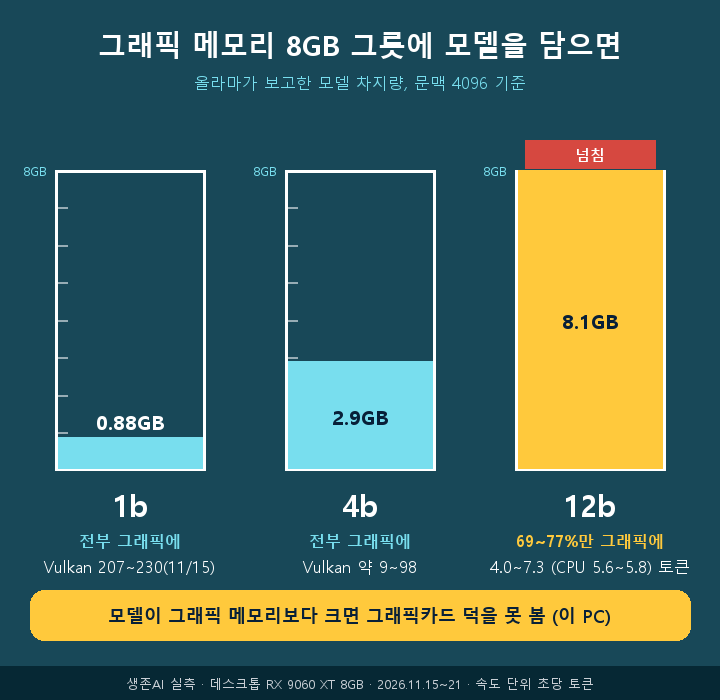 그래픽 메모리 8GB 그릇에 모델을 담으면
올라마가 보고한 모델 차지량, 문맥 4096 기준
넘침
8GB
8GB
8GB
0.88GB
2.9GB
8.1GB
1b
4b
12b
전부 그래픽에
전부 그래픽에
69~77%만 그래픽에
Vulkan 207~230(11/15)
Vulkan 약 9~98
4.0~7.3 (CPU 5.6~5.8) 토큰
모델이 그래픽 메모리보다 크면 그래픽카드 덕을 못 봄 (이 PC)
생존AI 실측 · 데스크톱 RX 9060 XT 8GB · 2026.11.15~21 · 속도 단위 초당 토큰